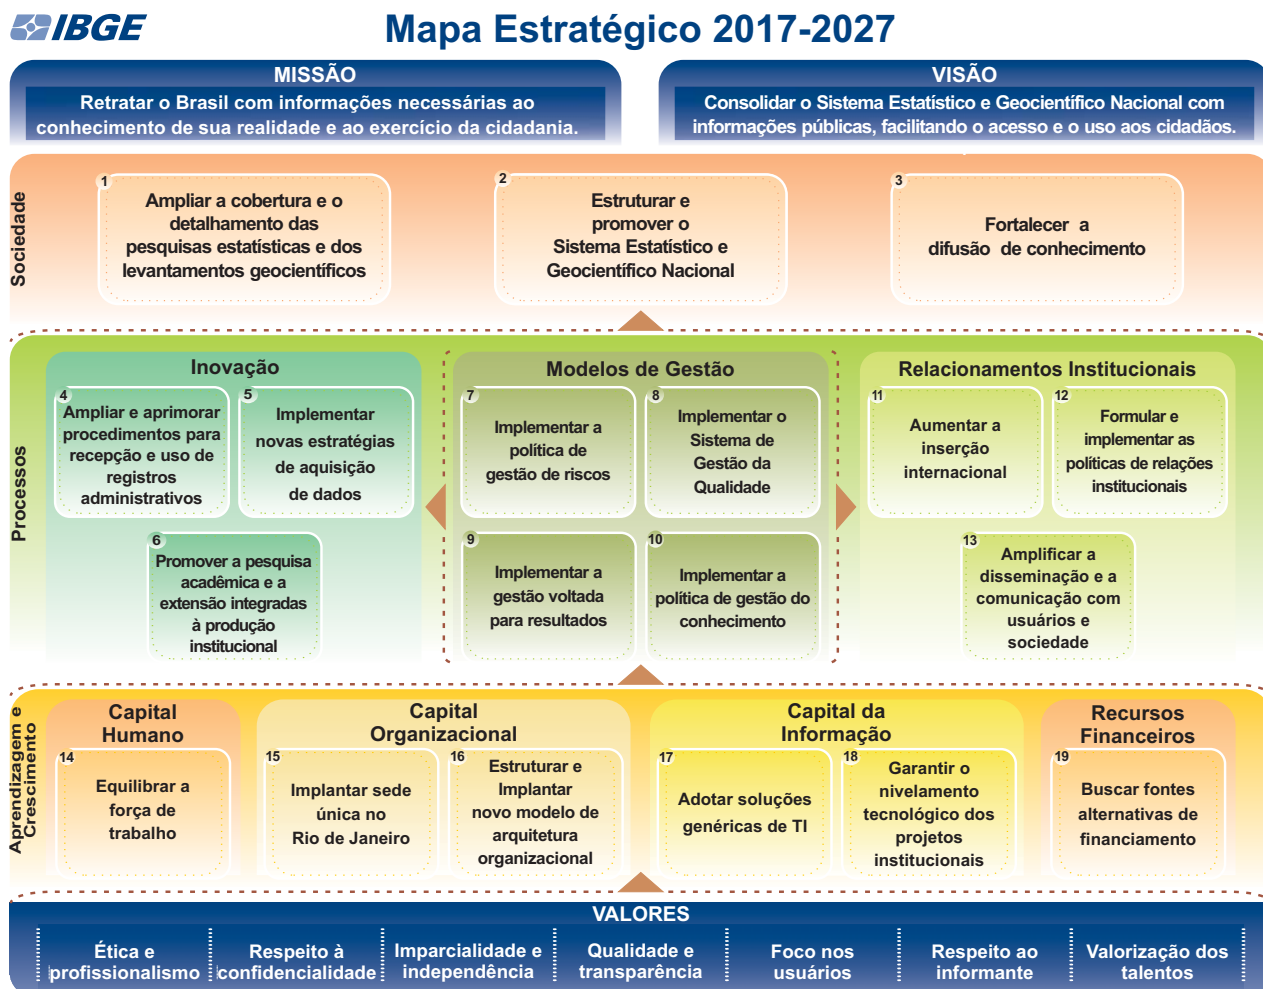 IBGE
Mapa Estratégico 2017-2027
MISSÃO
Retratar o Brasil com informações necessárias ao
conhecimento de sua realidade e ao exercício da cidadania.
VISÃO
Consolidar o Sistema Estatístico e Geocientífico Nacional com
informações públicas, facilitando o acesso e o uso aos cidadãos.
Sociedade
1
Ampliar a cobertura e o
detalhamento das
pesquisas estatísticas e dos
levantamentos geocientíficos
2
Estruturar e
promover o
Sistema Estatístico e
Geocientífico Nacional
3
Fortalecer a
difusão de conhecimento
Processos
Inovação
4
Ampliar e aprimorar
procedimentos para
recepção e uso de
registros
administrativos
5
Implementar
novas estratégias
de aquisição
de dados
6
Promover a pesquisa
acadêmica e a
extensão integradas
à produção
institucional
Modelos de Gestão
7
Implementar a
política de
gestão de riscos
8
Implementar o
Sistema de
Gestão da
Qualidade
9
Implementar a
gestão voltada
para resultados
10
Implementar a
política de gestão do
conhecimento
Relacionamentos Institucionais
11
Aumentar a
inserção
internacional
12
Formular e
implementar as
políticas de relações
institucionais
13
Amplificar a
disseminação e a
comunicação com
usuários e
sociedade
Aprendizagem e
Crescimento
Capital
Humano
14
Equilibrar a
força de
trabalho
Capital
Organizacional
15
Implantar sede
única no
Rio de Janeiro
16
Estruturar e
Implantar
novo modelo de
arquitetura
organizacional
Capital da
Informação
17
Adotar soluções
genéricas de TI
18
Garantir o
nivelamento
tecnológico dos
projetos
institucionais
Recursos
Financeiros
19
Buscar fontes
alternativas de
financiamento
VALORES
Ética e
profissionalismo
Respeito à
confidencialidade
Imparcialidade e
independência
Qualidade e
transparência
Foco nos
usuários
Respeito ao
informante
Valorização dos
talentos